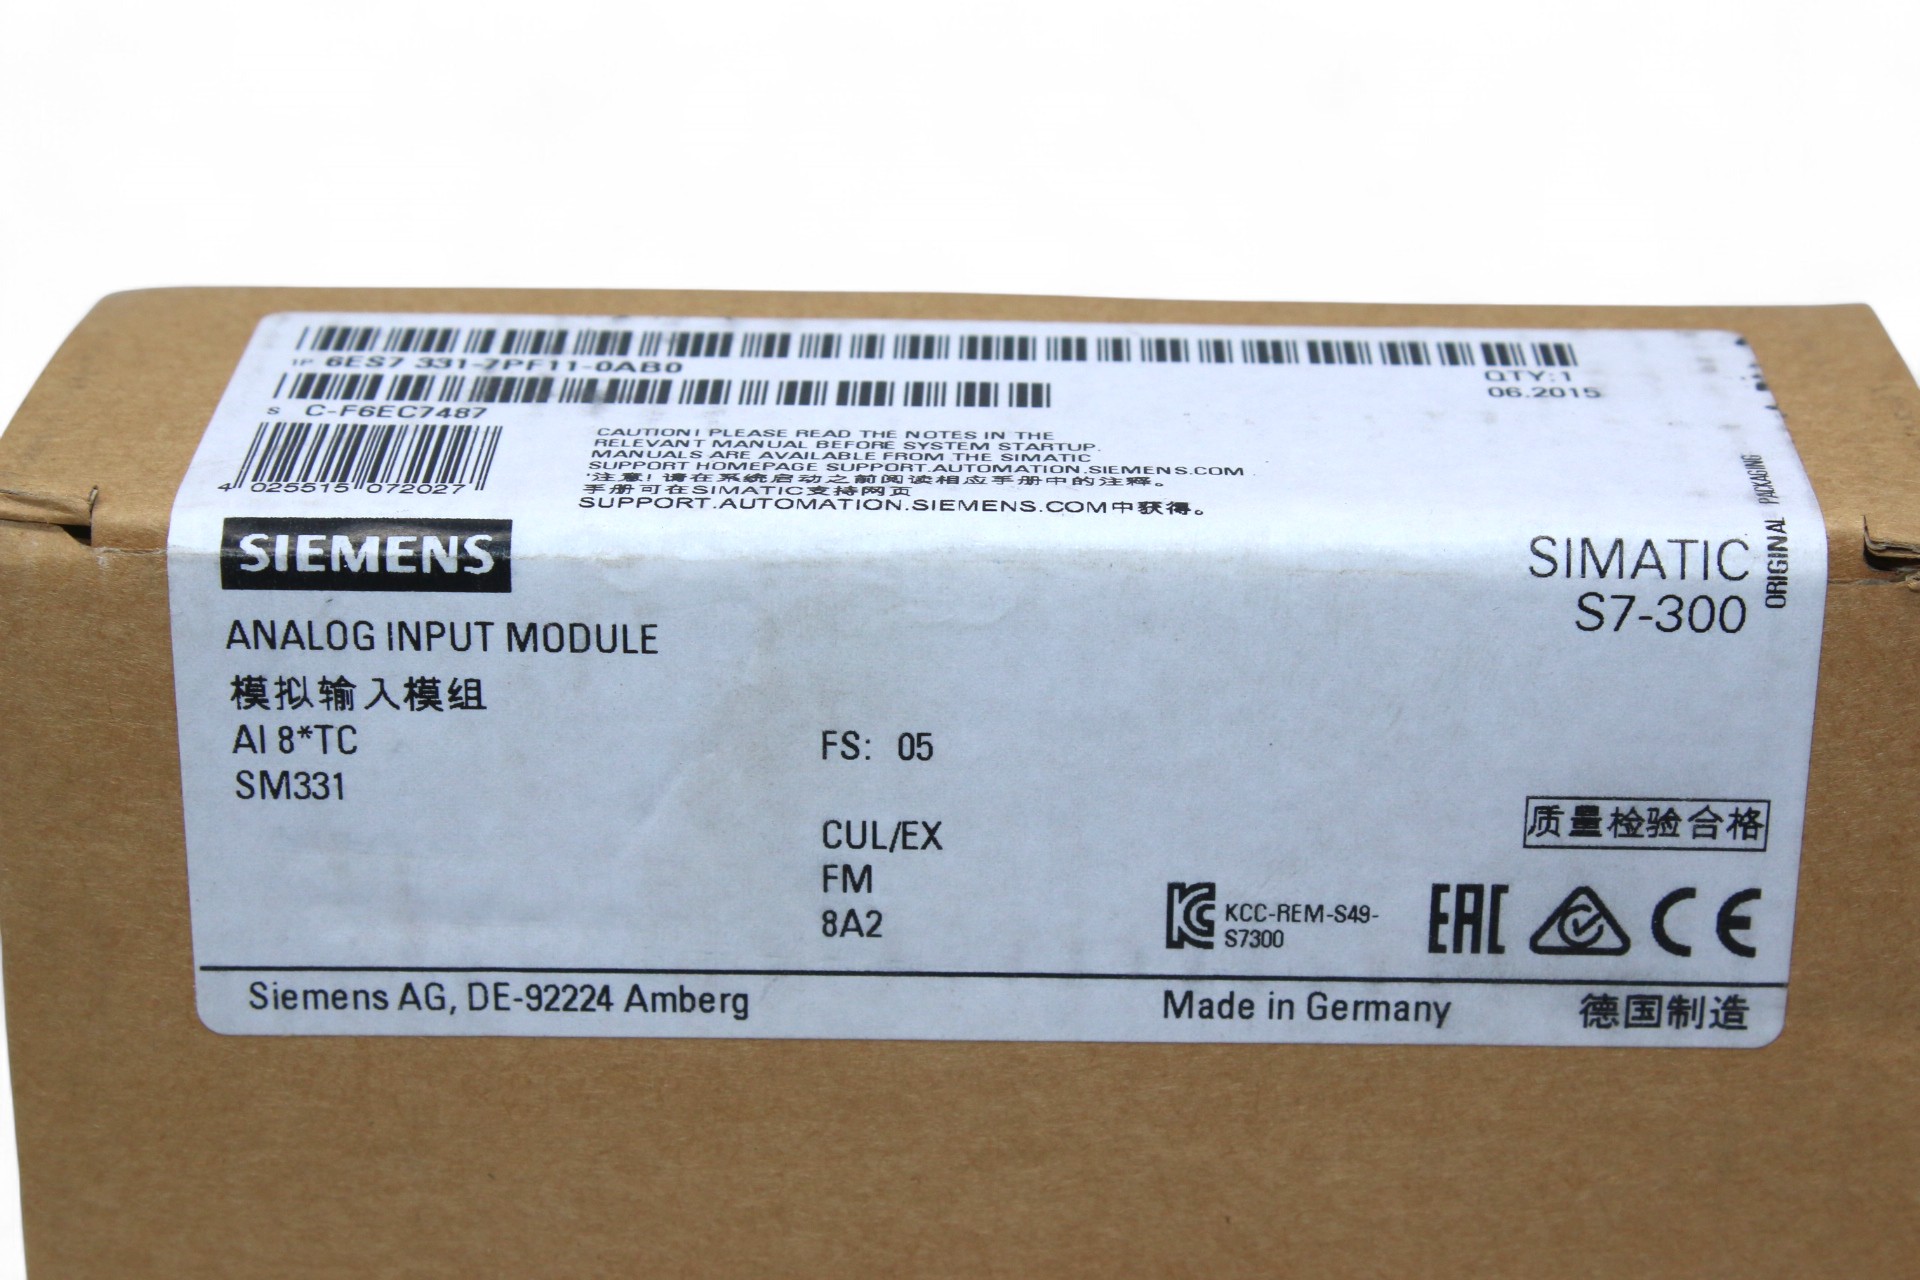 1P 6ES7 331-7PF11-0AB0
QTY:1
06.2015
S C-F6EC7487
4 025515 072027
CAUTION! PLEASE READ THE NOTES IN THE
RELEVANT MANUAL BEFORE SYSTEM STARTUP.
MANUALS ARE AVAILABLE FROM THE SIMATIC
SUPPORT HOMEPAGE SUPPORT.AUTOMATION.SIEMENS.COM
'注意!请在系统启动之前阅读相应手册中的注释。
手册可在SIMATIC支持网页
SUPPORT.AUTOMATION.SIEMENS.COM中获得。
ORIGINAL PACKAGING
SIEMENS
SIMATIC
S7-300
ANALOG INPUT MODULE
模拟输入模组
AI 8*TC
SM331
FS: 05
CUL/EX
FM
8A2
质量检验合格
KCC-REM-S49-
S7300
EAC
CE
Siemens AG, DE-92224 Amberg
Made in Germany
德国制造